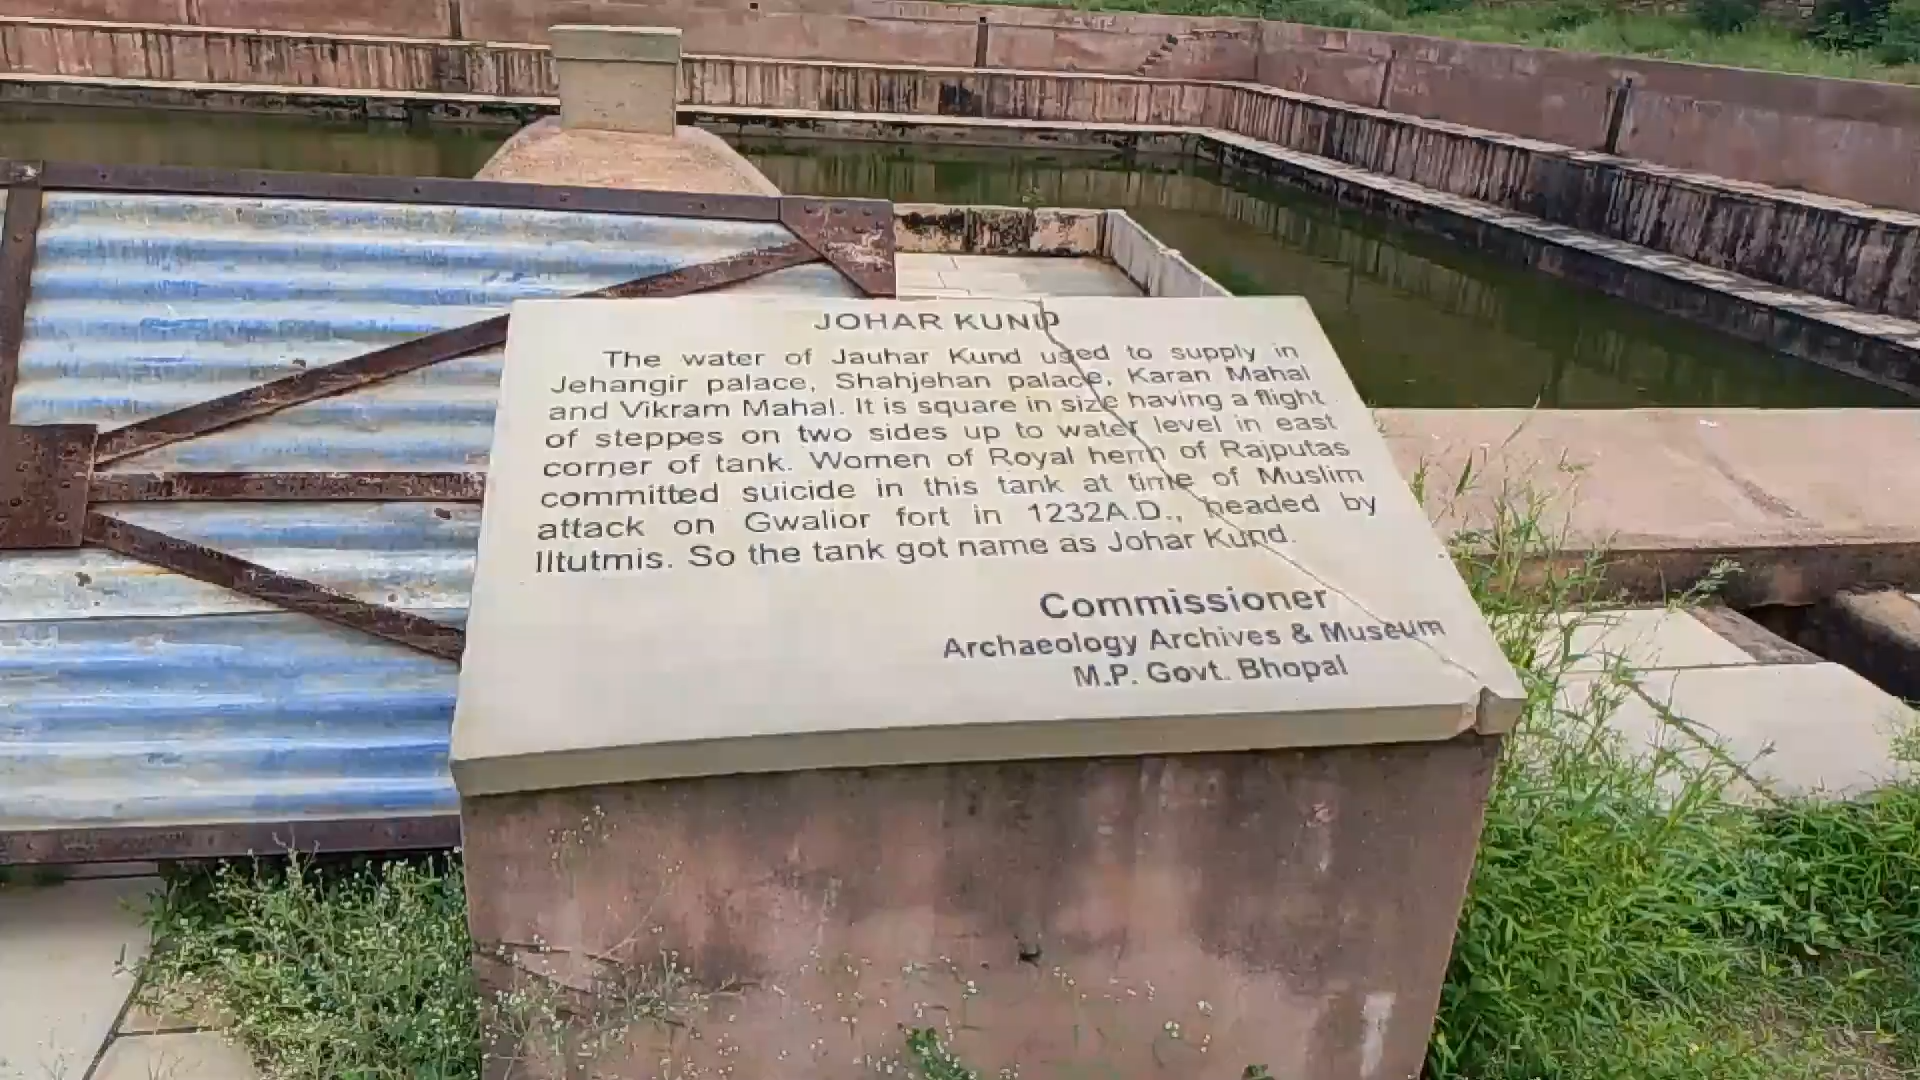 JOHAR KUND
The water of Jauhar Kund used to supply in
Jehangir palace, Shahjehan palace, Karan Mahal
and Vikram Mahal. It is square in size having a flight
of steppes on two sides up to water level in east
corner of tank. Women of Royal herm of Rajputas
committed suicide in this tank at time of Muslim
attack on Gwalior fort in 1232A.D., headed by
Iltutmis. So the tank got name as Johar Kund.
Commissioner
Archaeology Archives & Museum
M.P. Govt. Bhopal